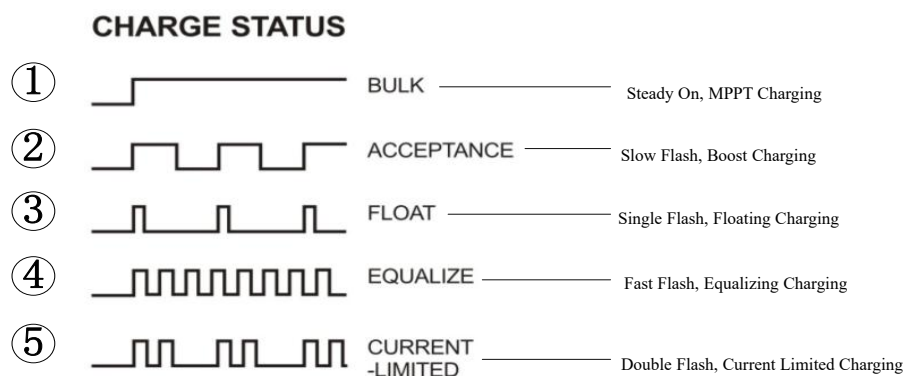 CHARGE STATUS
① BULK Steady On, MPPT Charging
② ACCEPTANCE Slow Flash, Boost Charging
③ FLOAT Single Flash, Floating Charging
④ EQUALIZE Fast Flash, Equalizing Charging
⑤ CURRENT
-LIMITED Double Flash, Current Limited Charging